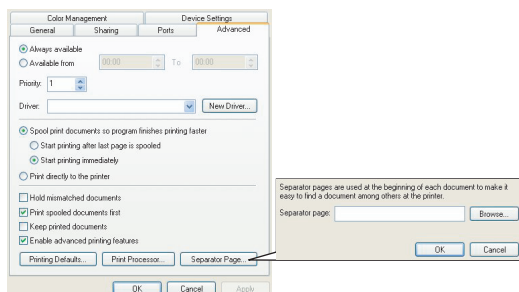 Color Management Device Settings
General Sharing Ports Advanced
Always available
Available from 00:00 To 00:00
Priority: 1
Driver: New Driver...
Spool print documents so program finishes printing faster
Start printing after last page is spooled
Start printing immediately
Print directly to the printer
Hold mismatched documents
Print spooled documents first
Keep printed documents
Enable advanced printing features
Printing Defaults... Print Processor... Separator Page...
OK Cancel Apply
Separator pages are used at the beginning of each document to make it
easy to find a document among others at the printer.
Separator page: Browse...
OK Cancel